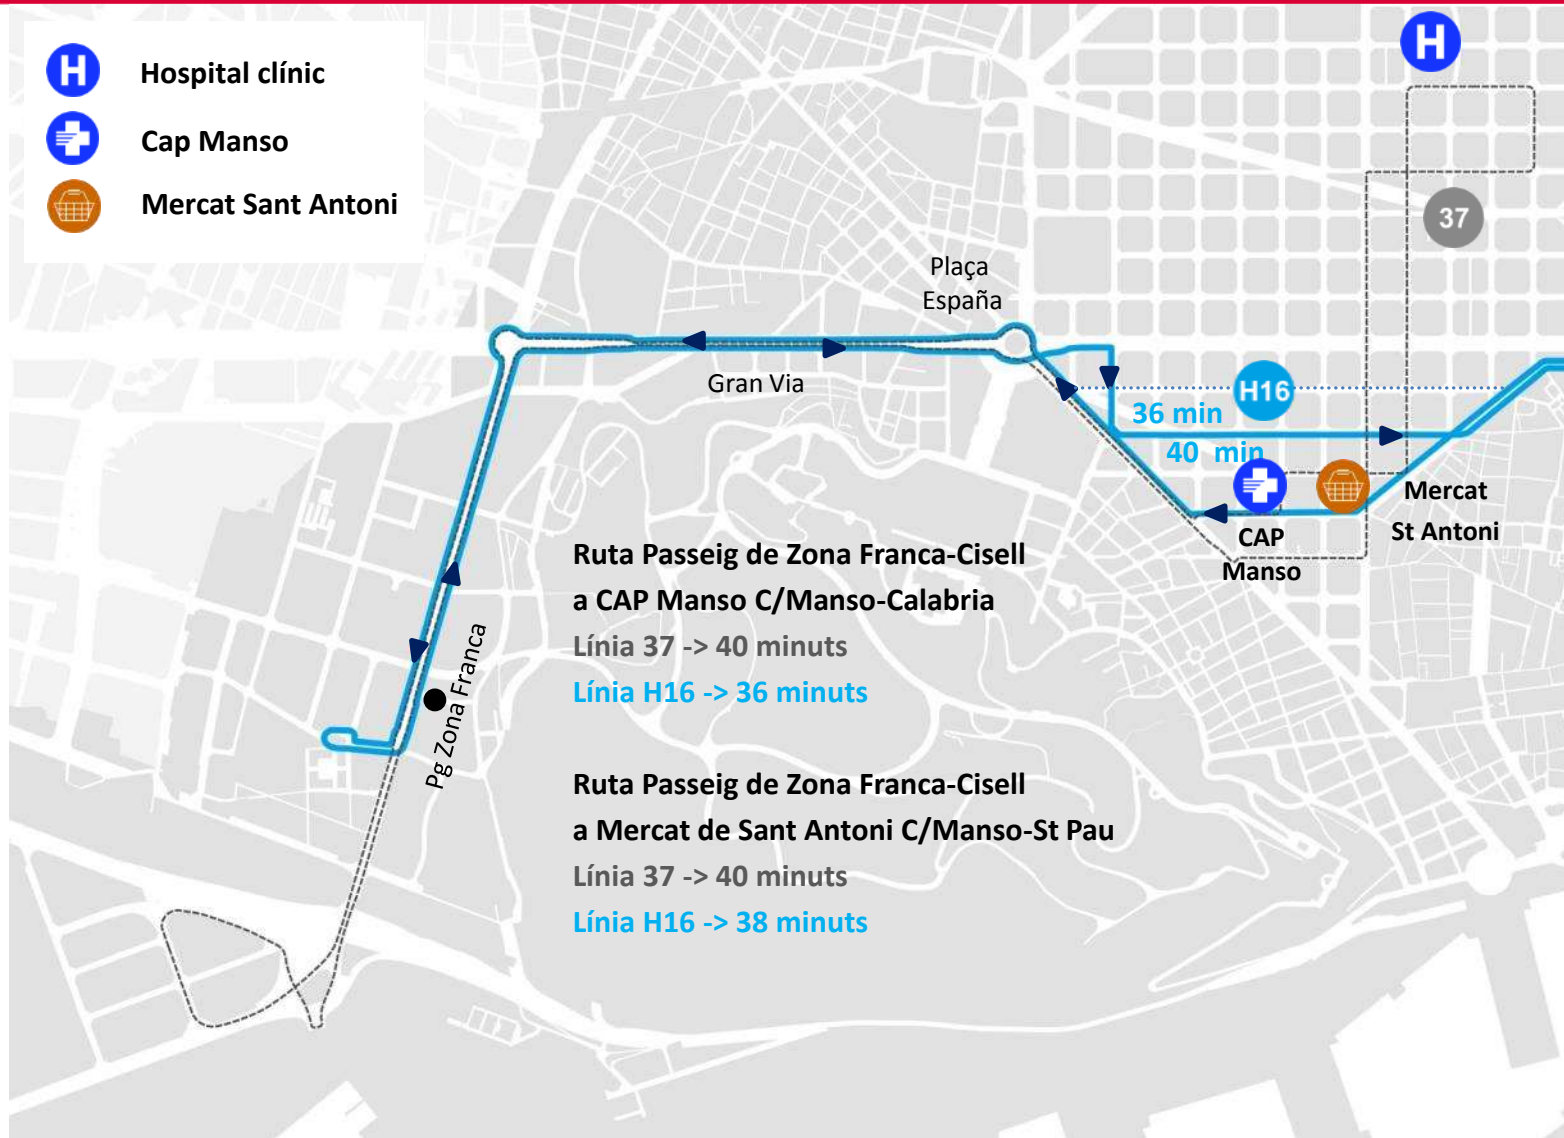 H
Hospital clínic
Cap Manso
Mercat Sant Antoni
H
37
Plaça
España
Gran Via
H16
36 min
40 min
Mercat
St Antoni
CAP
Manso
Pg Zona Franca
Ruta Passeig de Zona Franca-Cisell
a CAP Manso C/Manso-Calabria
Línia 37 -> 40 minuts
Línia H16 -> 36 minuts
Ruta Passeig de Zona Franca-Cisell
a Mercat de Sant Antoni C/Manso-St Pau
Línia 37 -> 40 minuts
Línia H16 -> 38 minuts